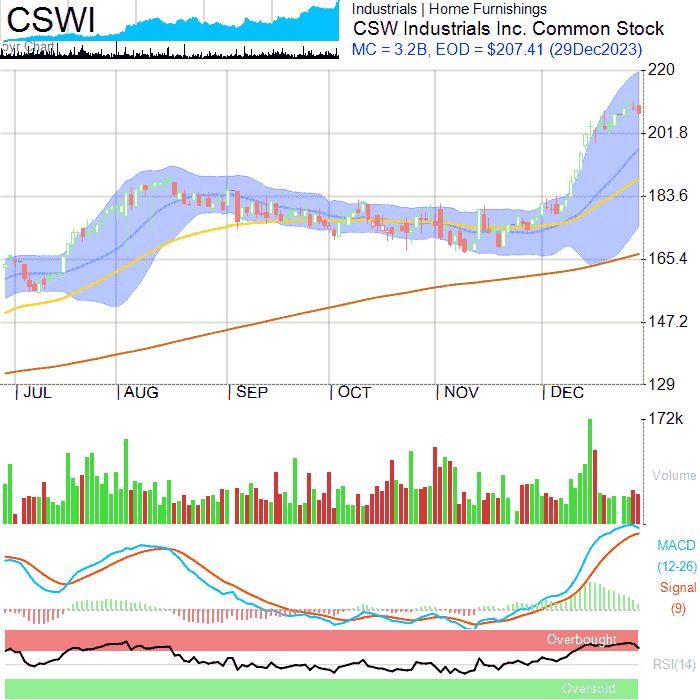 CSWI
5yr Chart
Industrials | Home Furnishings
CSW Industrials Inc. Common Stock
MC = 3.2B, EOD = $207.41 (29Dec2023)
220
201.8
183.6
165.4
147.2
129
| JUL | AUG | SEP | OCT | NOV | DEC
172k
Volume
MACD
(12-26)
Signal
(9)
Overbought
RSI(14)
Oversold